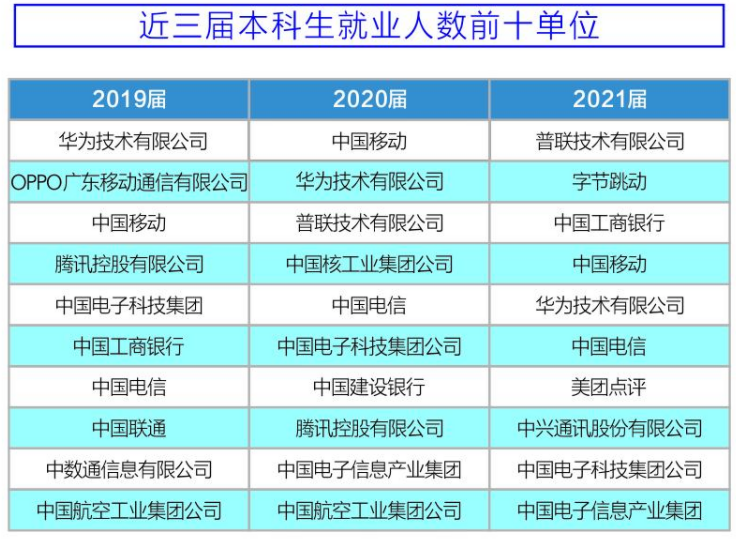 近三届本科生就业人数前十单位
2019届 2020届 2021届
华为技术有限公司 中国移动 普联技术有限公司
OPPO广东移动通信有限公司 华为技术有限公司 字节跳动
中国移动 普联技术有限公司 中国工商银行
腾讯控股有限公司 中国核工业集团公司 中国移动
中国电子科技集团 中国电信 华为技术有限公司
中国工商银行 中国电子科技集团公司 中国电信
中国电信 中国建设银行 美团点评
中国联通 腾讯控股有限公司 中兴通讯股份有限公司
中数通信息有限公司 中国电子信息产业集团 中国电子科技集团公司
中国航空工业集团公司 中国航空工业集团公司 中国电子信息产业集团